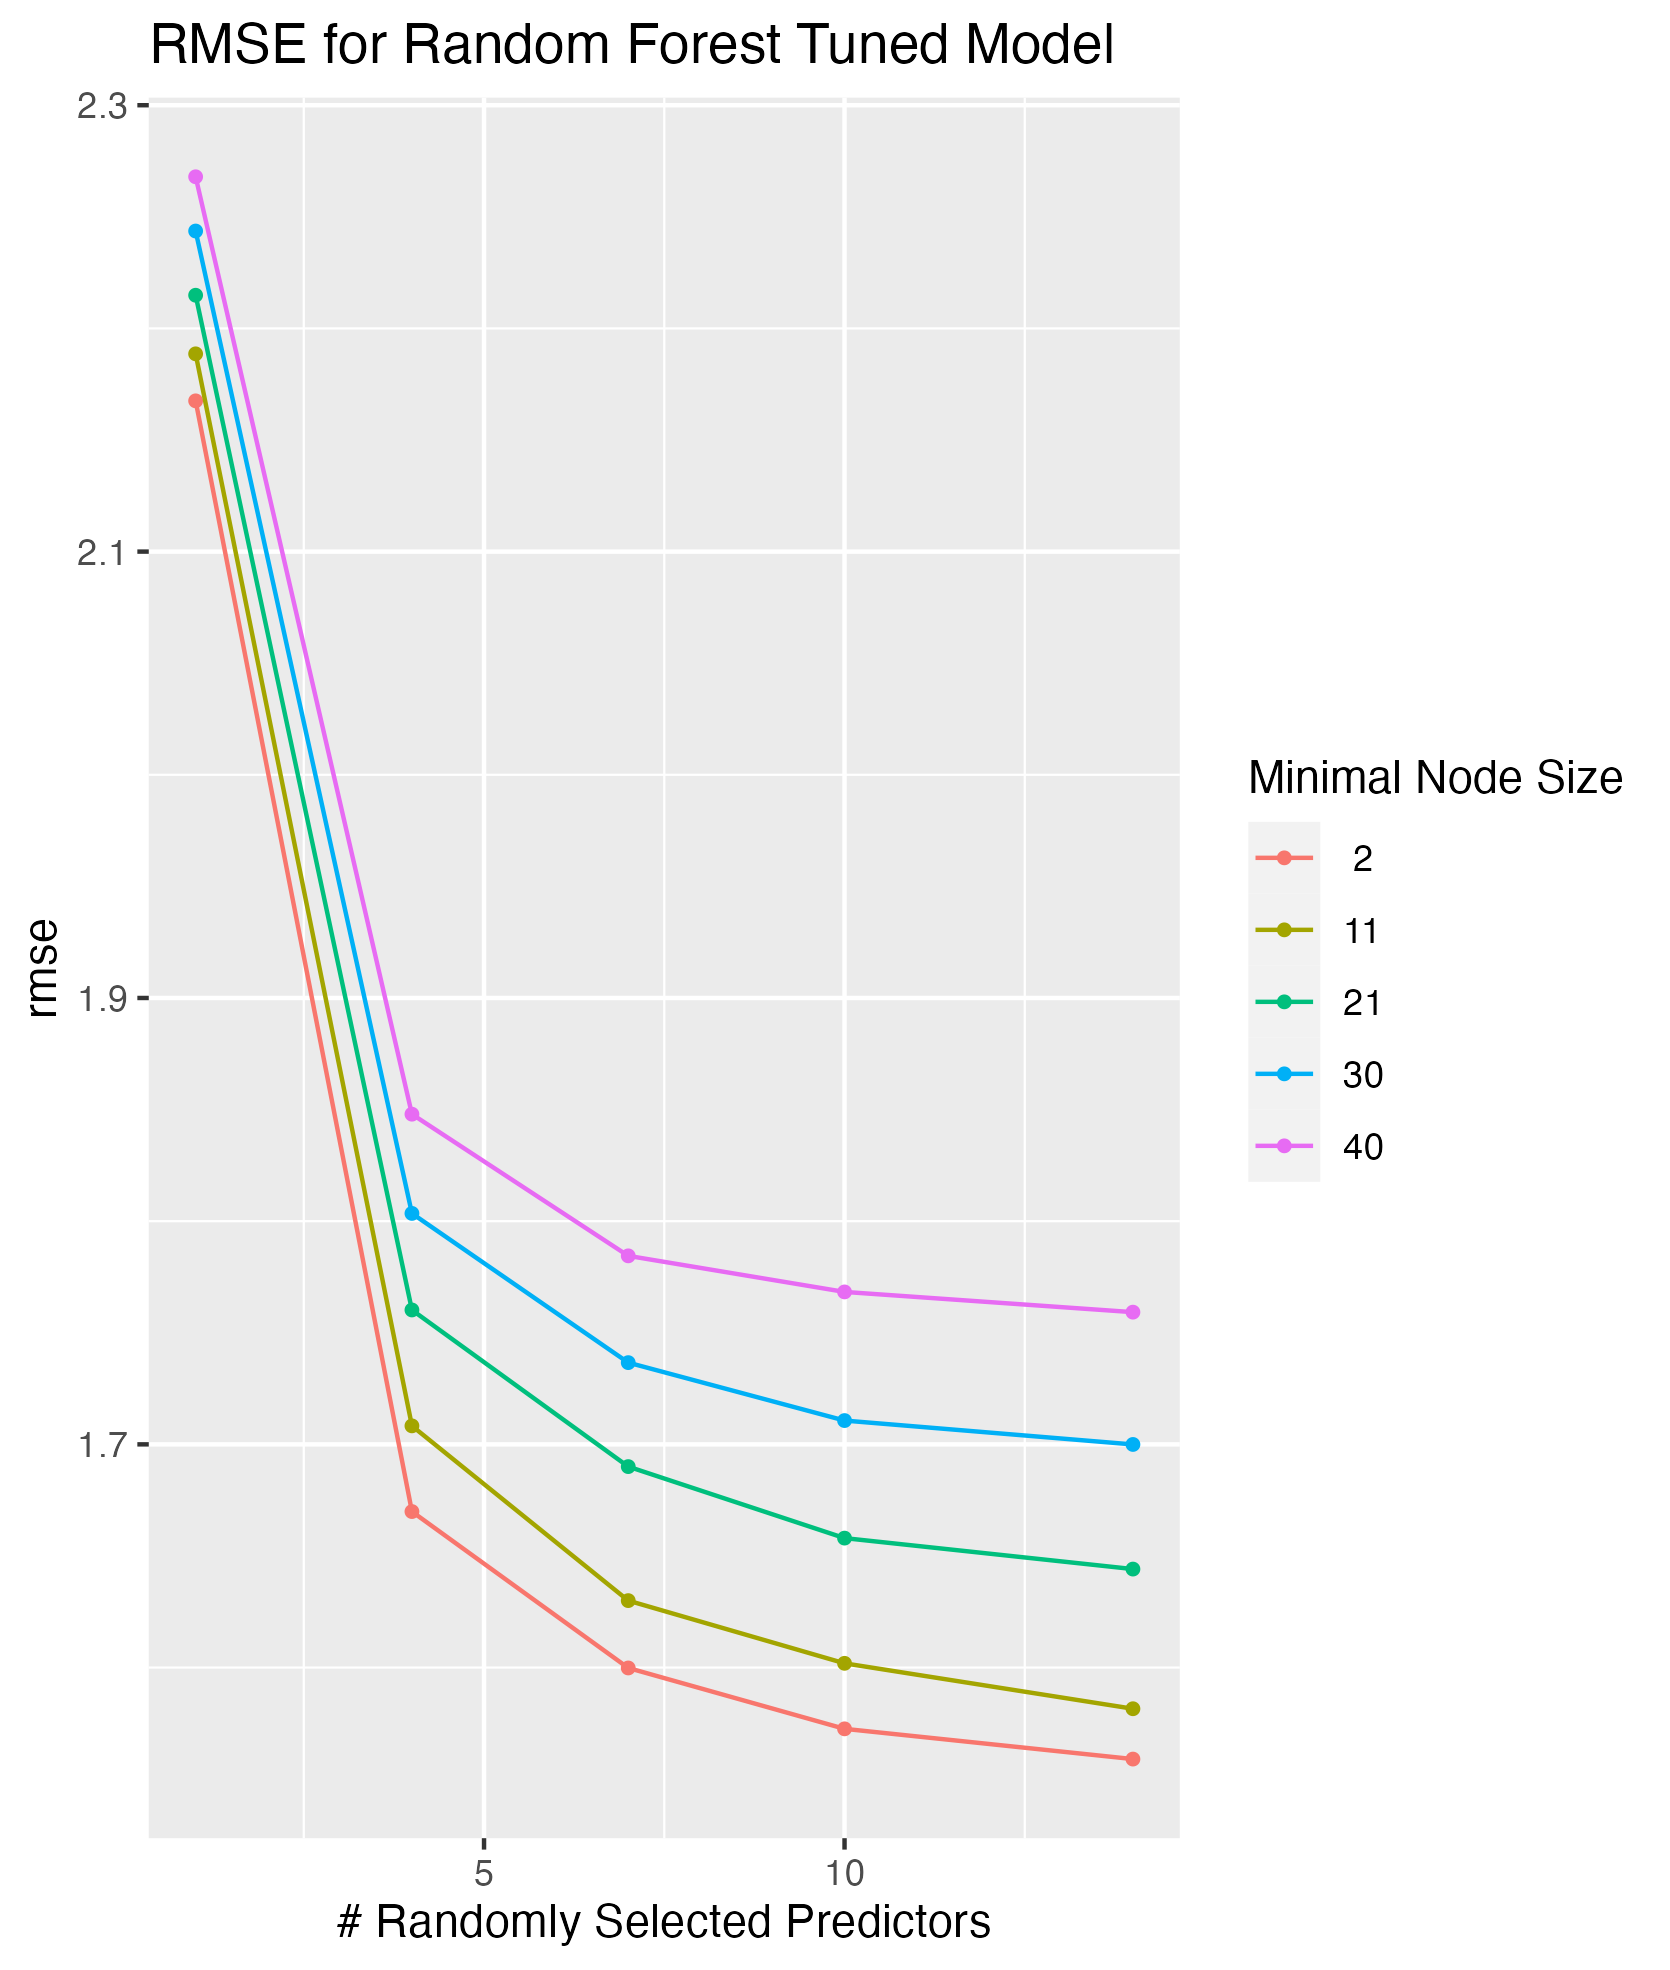 RMSE for Random Forest Tuned Model
2.3
2.1
1.9
1.7
rmse
5 10
# Randomly Selected Predictors
Minimal Node Size
2
11
21
30
40